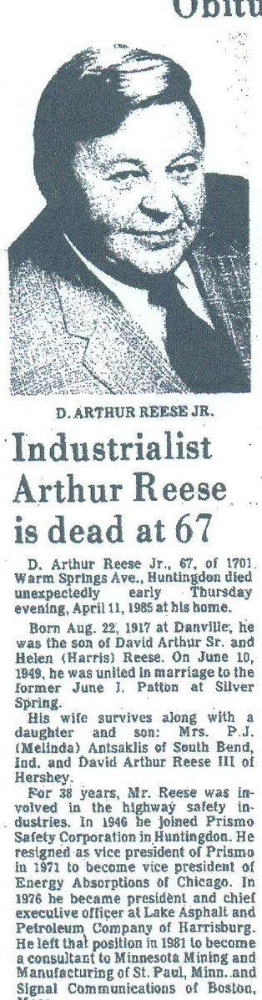 Obitu
D. ARTHUR REESE JR.
Industrialist
Arthur Reese
is dead at 67
D. Arthur Reese Jr., 67, of 1701
Warm Springs Ave., Huntingdon died
unexpectedly early Thursday
evening, April 11, 1985 at his home.
Born Aug. 22, 1917 at Danville, he
was the son of David Arthur Sr. and
Helen (Harris) Reese. On June 10,
1949, he was united in marriage to the
former June I. Patton at Silver
Spring.
His wife survives along with a
daughter and son: Mrs. P.J.
(Melinda) Antsaklis of South Bend,
Ind. and David Arthur Reese III of
Hershey.
For 38 years, Mr. Reese was in-
volved in the highway safety in-
dustries. In 1946 he joined Prismo
Safety Corporation in Huntingdon. He
resigned as vice president of Prismo
in 1971 to become vice president of
Energy Absorptions of Chicago. In
1976 he became president and chief
executive officer at Lake Asphalt and
Petroleum Company of Harrisburg.
He left that position in 1981 to become
a consultant to Minnesota Mining and
Manufacturing of St. Paul, Minn. and
Signal Communications of Boston,